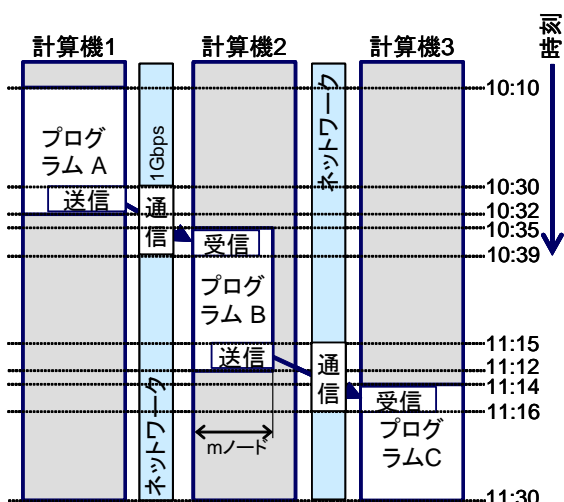 計算機1
計算機2
計算機3
時刻
10:10
プログ
ラム A
1Gbps
ネットワーク
10:30
送信
通
信
10:32
10:35
受信
10:39
プログ
ラム B
11:15
送信
通
信
11:12
11:14
受信
11:16
mノード
ネットワーク
プログ
ラムC
11:30